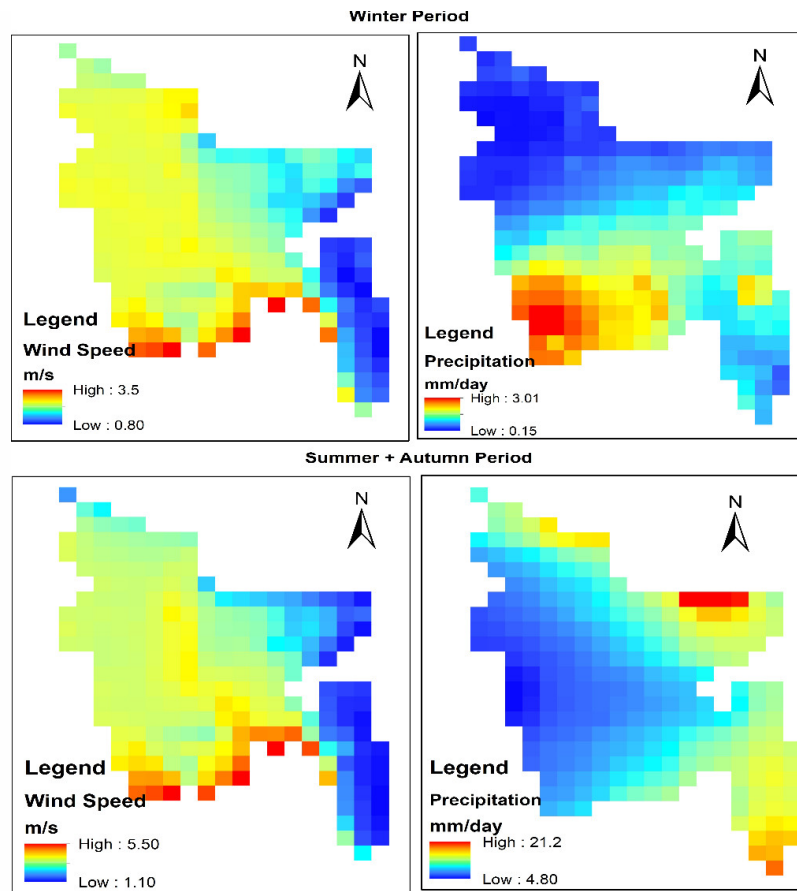 Winter Period
N
Legend
Wind Speed
m/s
High : 3.5
Low : 0.80
N
Legend
Precipitation
mm/day
High : 3.01
Low : 0.15
Summer + Autumn Period
N
Legend
Wind Speed
m/s
High : 5.50
Low : 1.10
N
Legend
Precipitation
mm/day
High : 21.2
Low : 4.80